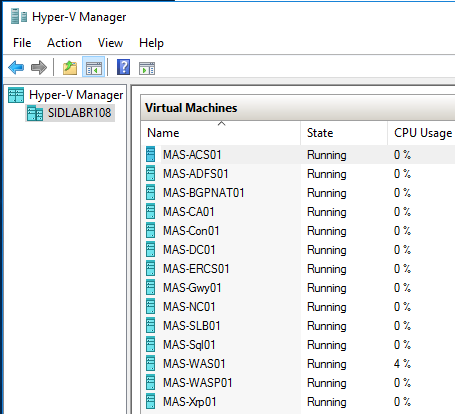 Hyper-V Manager
File Action View Help
Hyper-V Manager
SIDLABR108
Virtual Machines
Name State CPU Usage
MAS-ACS01 Running 0 %
MAS-ADFS01 Running 0 %
MAS-BGPNAT01 Running 0 %
MAS-CA01 Running 0 %
MAS-Con01 Running 0 %
MAS-DC01 Running 0 %
MAS-ERCS01 Running 0 %
MAS-Gwy01 Running 0 %
MAS-NC01 Running 0 %
MAS-SLB01 Running 0 %
MAS-Sql01 Running 0 %
MAS-WAS01 Running 4 %
MAS-WASP01 Running 0 %
MAS-Xrp01 Running 0 %